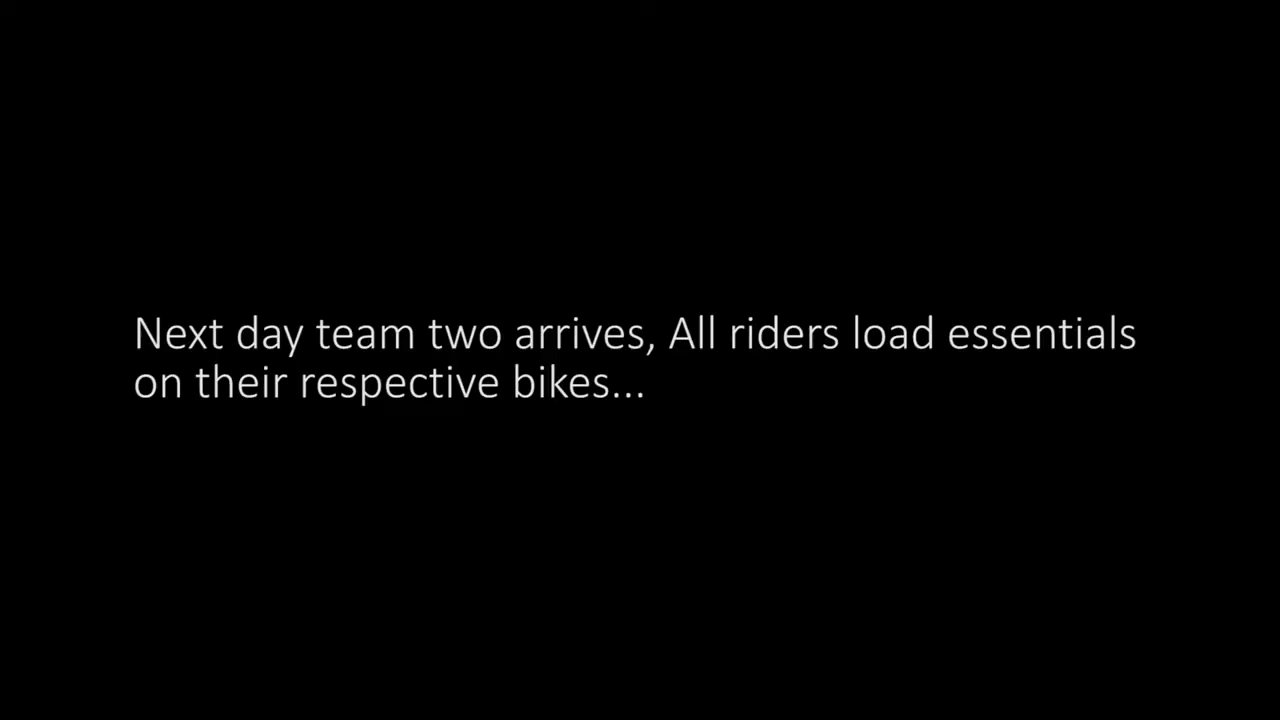 Next day team two arrives, All riders load essentials
on their respective bikes...